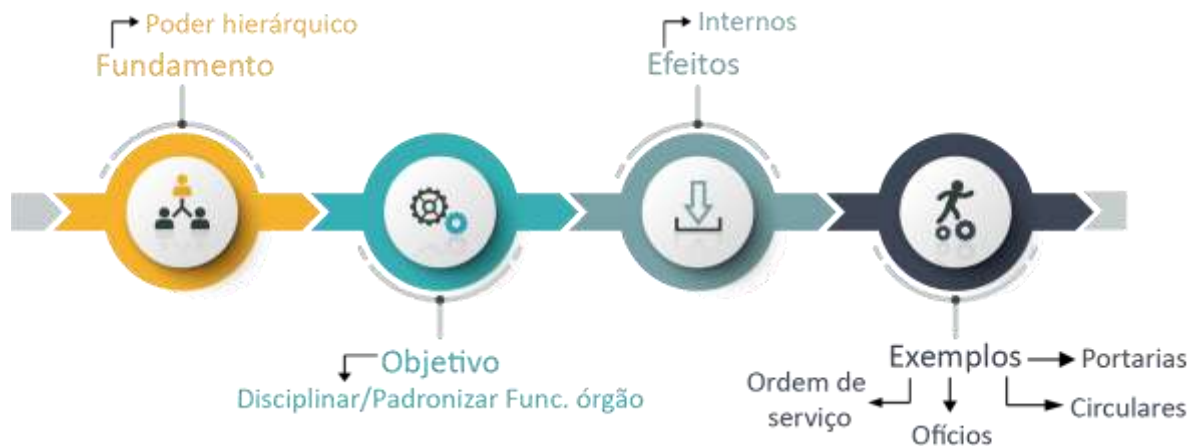 Poder hierárquico
Fundamento
Internos
Efeitos
Objetivo
Disciplinar/Padronizar Func. órgão
Exemplos
Portarias
Ordem de
serviço
Circulares
Ofícios